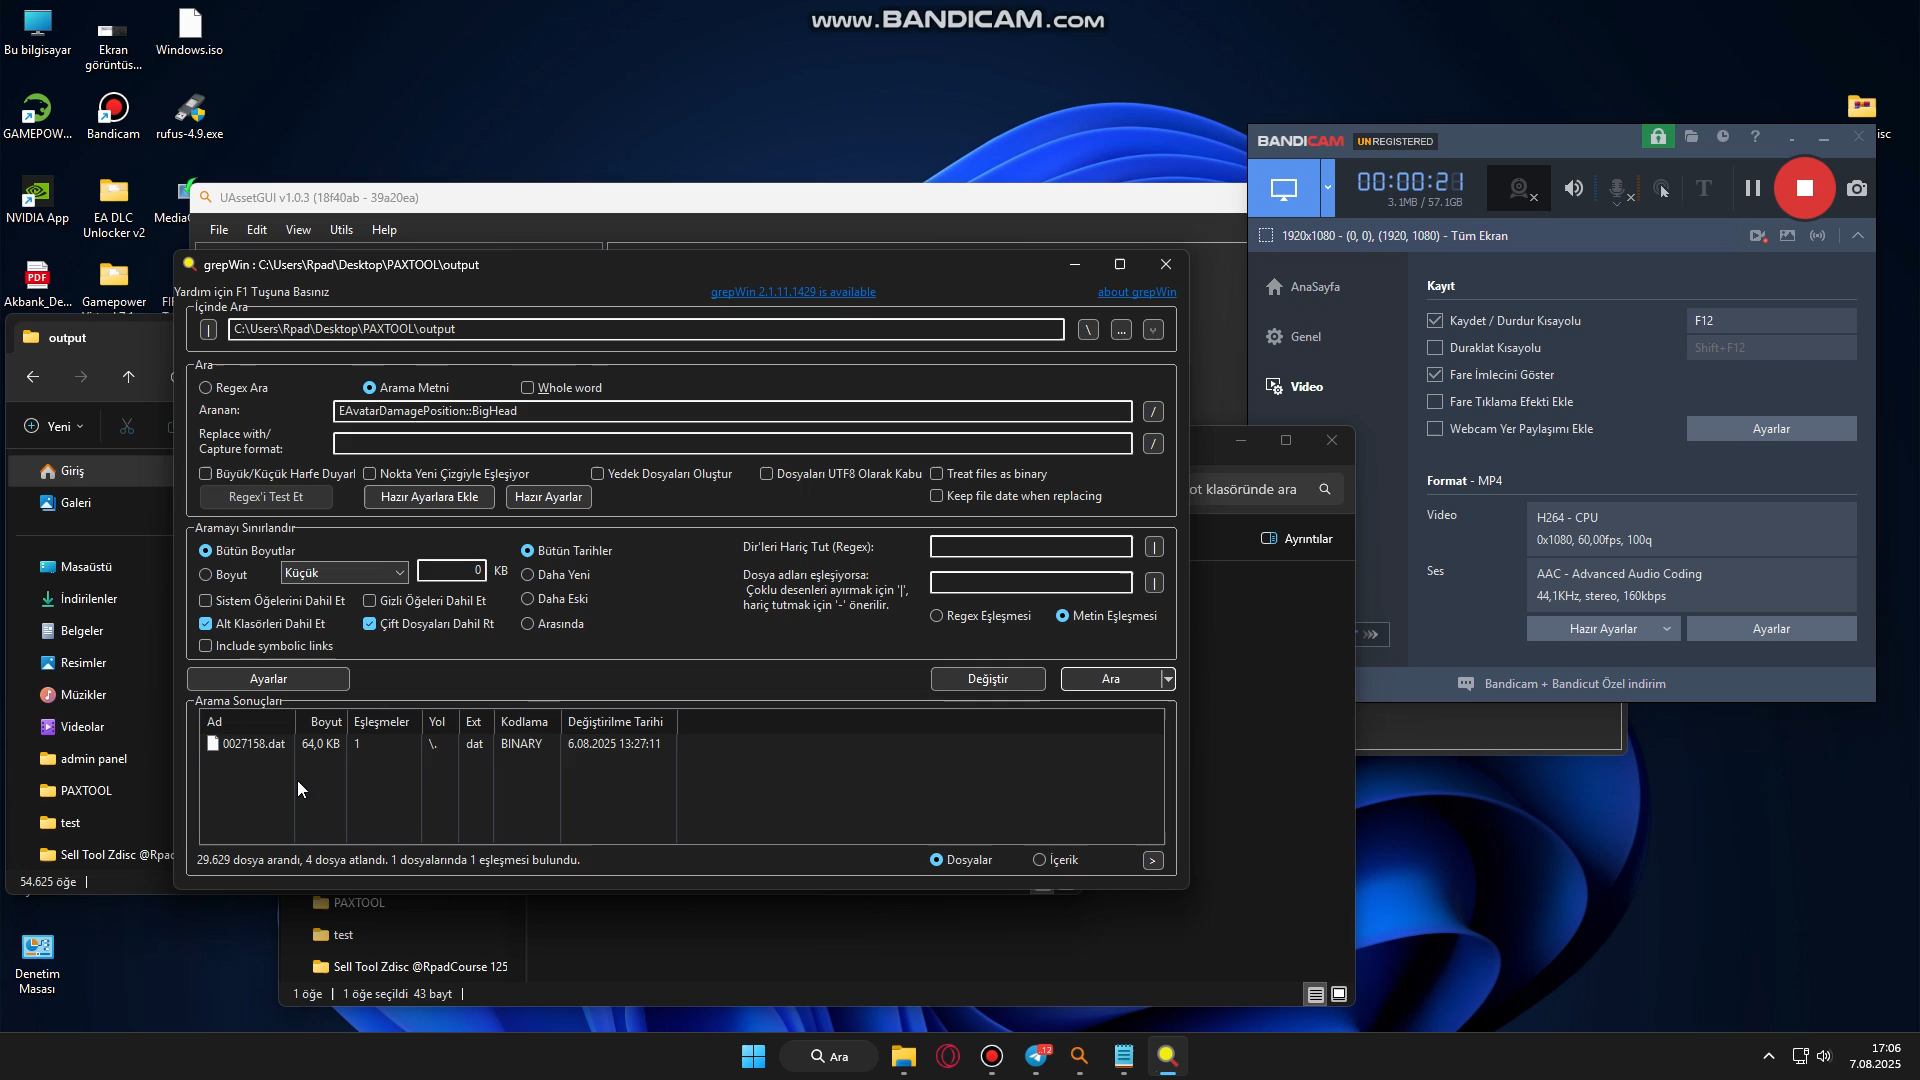 www.BANDICAM.com
Bu bilgisayar
Ekran
görüntüs...
Windows.iso
GAMEPOW...
Bandicam
rufus-4.9.exe
NVIDIA App
EA DLC
Unlocker v2
Akbank_De...
Gamepower
isc
UAssetGUI v1.0.3 (18f40ab - 39a20ea)
File Edit View Utils Help
grepWin : C:\Users\Rpad\Desktop\PAXTOOL\output
Yardım için F1 Tuşuna Basınız
grepWin 2.1.11.1429 is available
about grepWin
İçinde Ara
| C:\Users\Rpad\Desktop\PAXTOOL\output \ ...
Ara
Regex Ara Arama Metni Whole word
Aranan: EAvatarDamagePosition::BigHead /
Replace with/
Capture format: /
Büyük/Küçük Harfe Duyarl Nokta Yeni Çizgiyle Eşleşiyor Yedek Dosyaları Oluştur Dosyaları UTF8 Olarak Kabu Treat files as binary
Regex'i Test Et Hazır Ayarlara Ekle Hazır Ayarlar Keep file date when replacing
Aramayı Sınırlandır
Bütün Boyutlar Bütün Tarihler Dir'leri Hariç Tut (Regex): |
Boyut Küçük 0 KB Daha Yeni
Dosya adları eşleşiyorsa:
Çoklu desenleri ayırmak için '|',
hariç tutmak için '-' önerilir. |
Sistem Öğelerini Dahil Et Gizli Öğeleri Dahil Et Daha Eski
Regex Eşleşmesi Metin Eşleşmesi
Alt Klasörleri Dahil Et Çift Dosyaları Dahil Rt Arasında
Include symbolic links
Ayarlar Değiştir Ara
Arama Sonuçları
Ad Boyut Eşleşmeler Yol Ext Kodlama Değiştirilme Tarihi
0027158.dat 64,0 KB 1 \. dat BINARY 6.08.2025 13:27:11
29.629 dosya arandı, 4 dosya atlandı. 1 dosyalarında 1 eşleşmesi bulundu.
Dosyalar İçerik >
output
Yeni
Giriş
Galeri
Masaüstü
İndirilenler
Belgeler
Resimler
Müzikler
Videolar
admin panel
PAXTOOL
test
Sell Tool Zdisc @Rpac
54.625 öğe
ot klasöründe ara
Ayrıntılar
PAXTOOL
test
Sell Tool Zdisc @RpadCourse 125
1 öğe 1 öğe seçildi 43 bayt
BANDICAM UNREGISTERED
00:00:21
3.1MB / 57.1GB
T
1920x1080 - (0, 0), (1920, 1080) - Tüm Ekran
AnaSayfa
Genel
Video
Kayıt
Kaydet / Durdur Kısayolu F12
Duraklat Kısayolu Shift+F12
Fare İmlecini Göster
Fare Tıklama Efekti Ekle
Webcam Yer Paylaşımı Ekle Ayarlar
Format - MP4
Video
H264 - CPU
0x1080, 60,00fps, 100q
Ses
AAC - Advanced Audio Coding
44,1KHz, stereo, 160kbps
Hazır Ayarlar Ayarlar
Bandicam + Bandicut Özel indirim
Denetim
Masası
Ara
12
17:06
7.08.2025